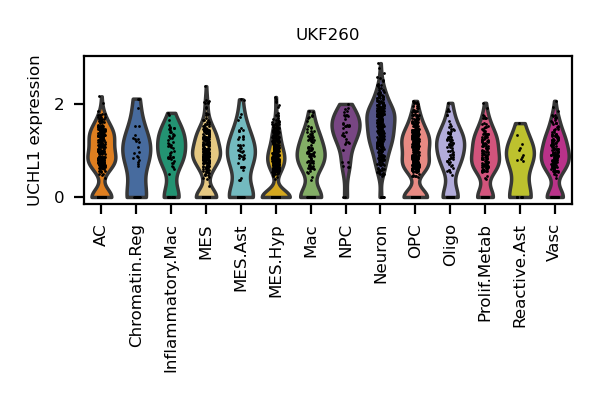 UKF260
UCHL1 expression
2
0
AC
Chromatin.Reg
Inflammatory.Mac
MES
MES.Ast
MES.Hyp
Mac
NPC
Neuron
OPC
Oligo
Prolif.Metab
Reactive.Ast
Vasc